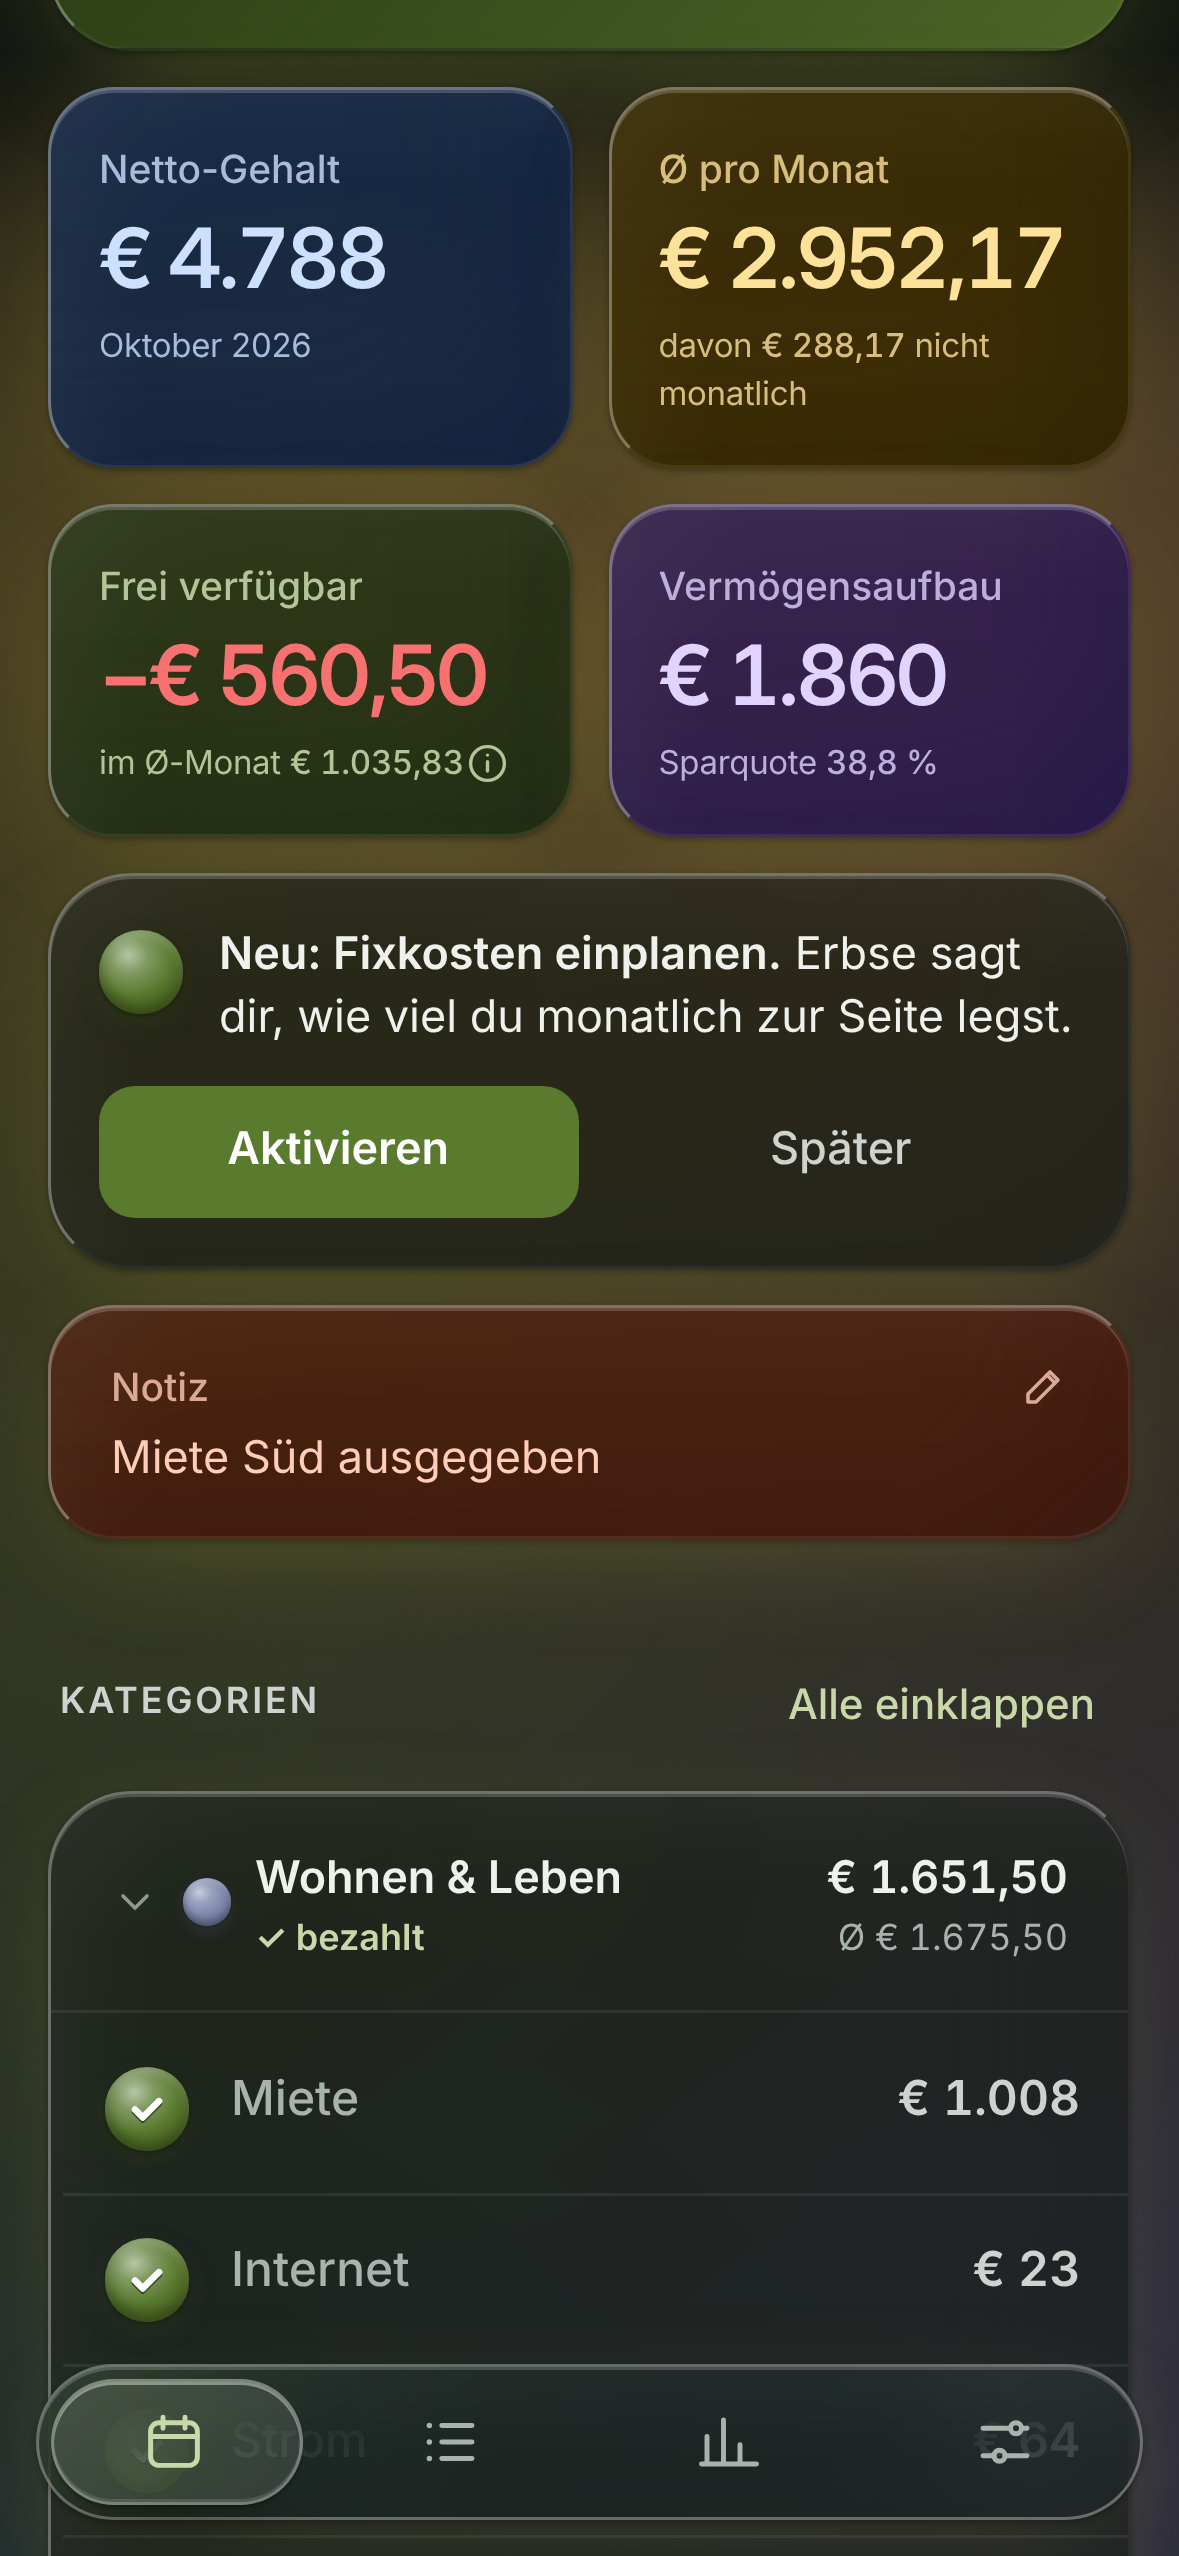 Netto-Gehalt
€ 4.788
Oktober 2026
Ø pro Monat
€ 2.952,17
davon € 288,17 nicht
monatlich
Frei verfügbar
−€ 560,50
im Ø-Monat € 1.035,83
Vermögensaufbau
€ 1.860
Sparquote 38,8 %
Neu: Fixkosten einplanen. Erbse sagt
dir, wie viel du monatlich zur Seite legst.
Aktivieren
Später
Notiz
Miete Süd ausgegeben
KATEGORIEN
Alle einklappen
Wohnen & Leben
€ 1.651,50
bezahlt
Ø € 1.675,50
Miete
€ 1.008
Internet
€ 23
Strom
€ 64